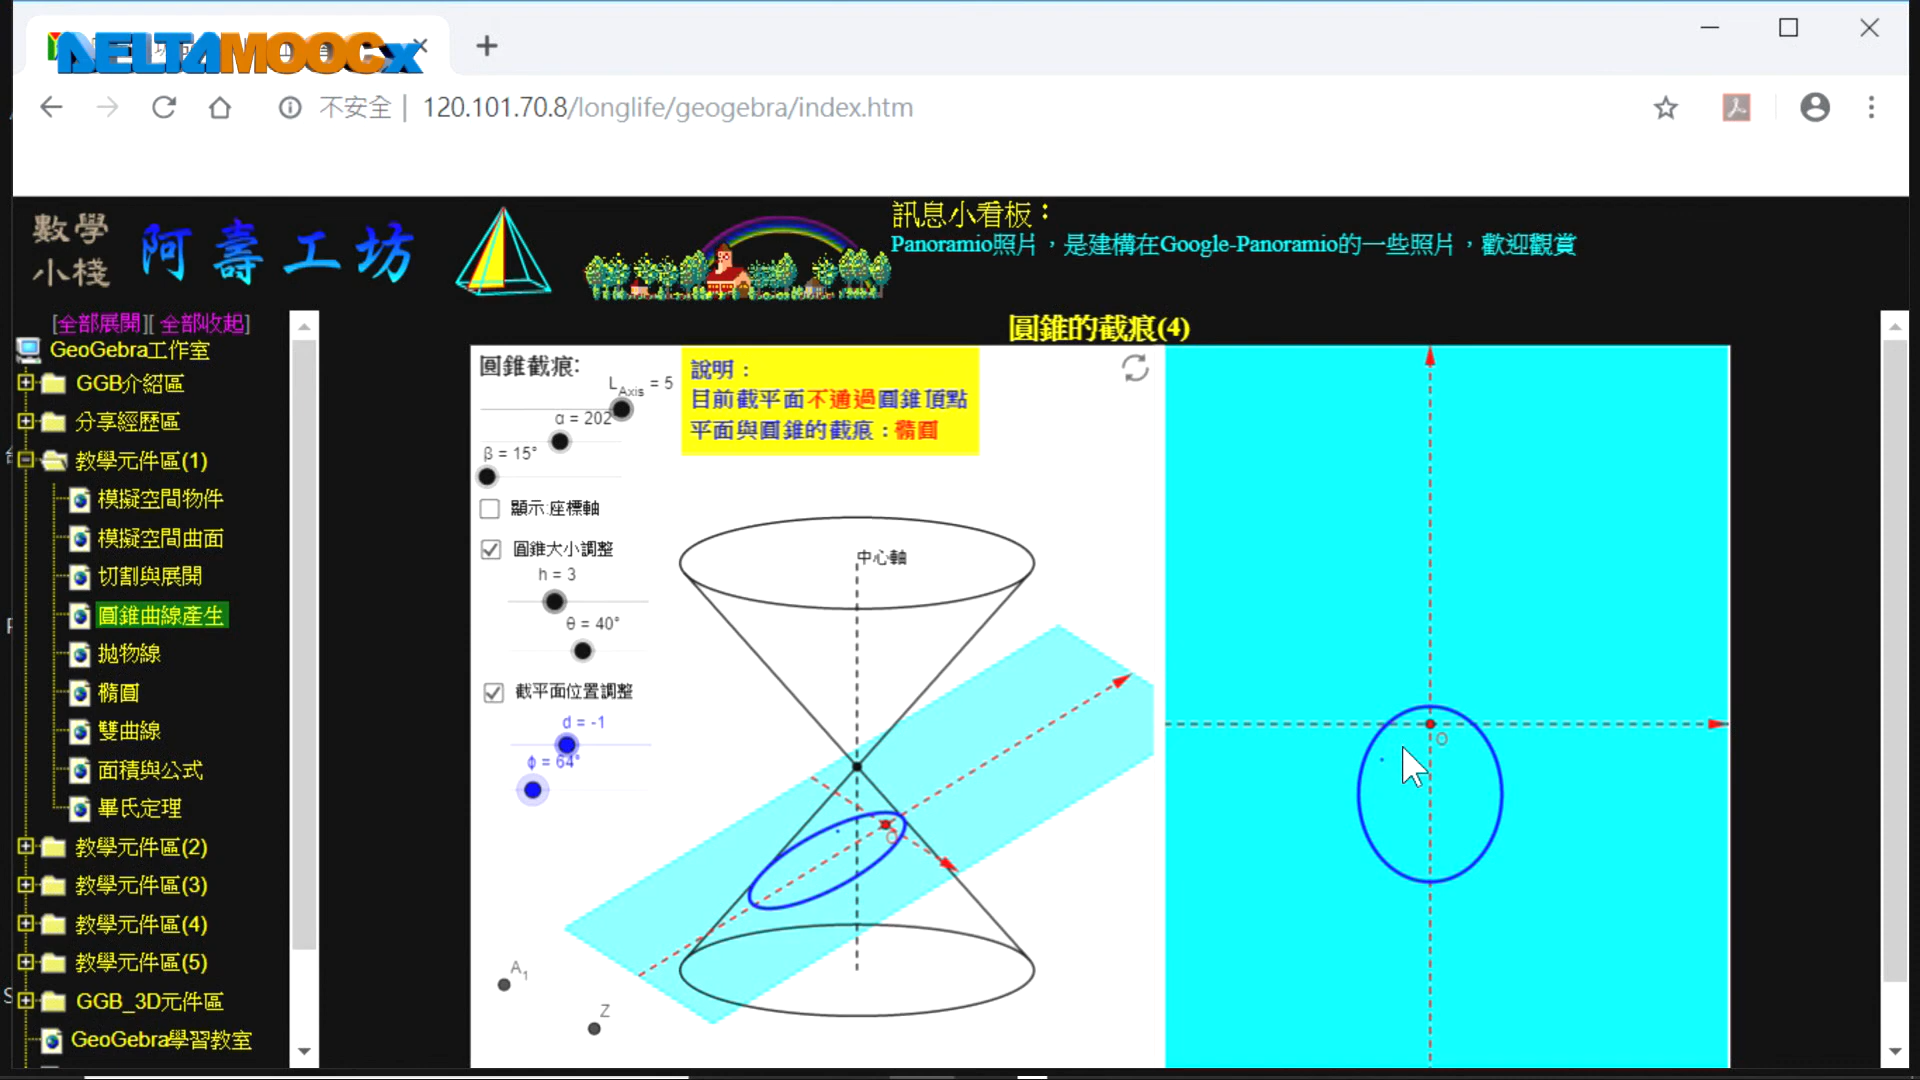 DELTAMOOCx
不安全 | 120.101.70.8/longlife/geogebra/index.htm
數學
小棧
阿壽工坊
訊息小看板：
Panoramio照片，是建構在Google-Panoramio的一些照片，歡迎觀賞
[全部展開][ 全部收起]
GeoGebra工作室
GGB介紹區
分享經歷區
教學元件區(1)
模擬空間物件
模擬空間曲面
切割與展開
圓錐曲線產生
拋物線
橢圓
雙曲線
面積與公式
畢氏定理
教學元件區(2)
教學元件區(3)
教學元件區(4)
教學元件區(5)
GGB_3D元件區
GeoGebra學習教室
圓錐的截痕(4)
圓錐截痕:
L Axis = 5
α = 202
β = 15°
顯示:座標軸
圓錐大小調整
h = 3
θ = 40°
截平面位置調整
d = -1
ϕ = 64°
說明：
目前截平面不通過圓錐頂點
平面與圓錐的截痕：橢圓
中心軸
O
A1
Z
O